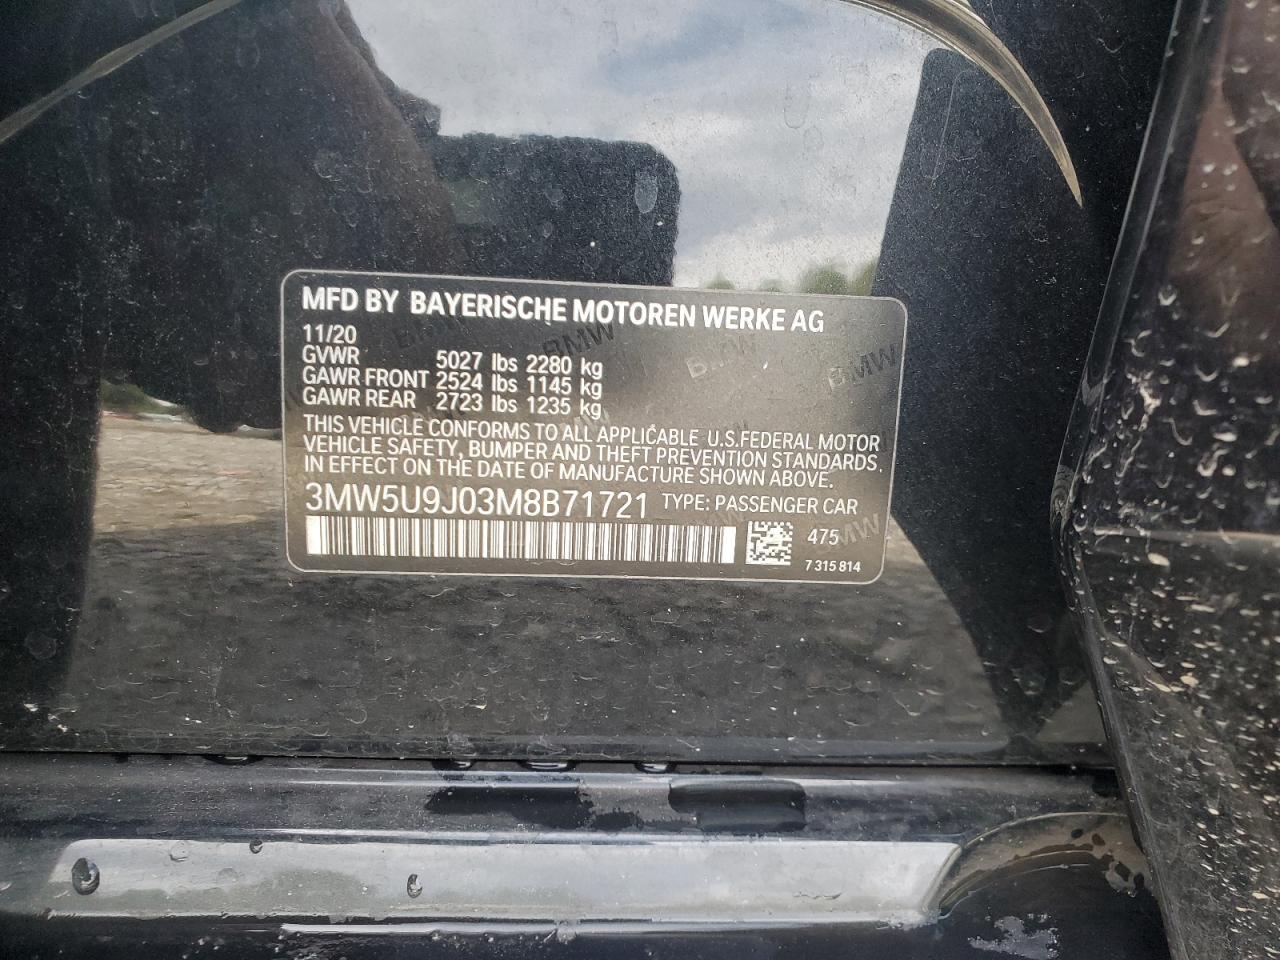 MFD BY BAYERISCHE MOTOREN WERKE AG
11/20
GVWR 5027 lbs 2280 kg
GAWR FRONT 2524 lbs 1145 kg
GAWR REAR 2723 lbs 1235 kg
THIS VEHICLE CONFORMS TO ALL APPLICABLE U.S.FEDERAL MOTOR
VEHICLE SAFETY, BUMPER AND THEFT PREVENTION STANDARDS.
IN EFFECT ON THE DATE OF MANUFACTURE SHOWN ABOVE.
3MW5U9J03M8B71721 TYPE: PASSENGER CAR
475
7 315 814